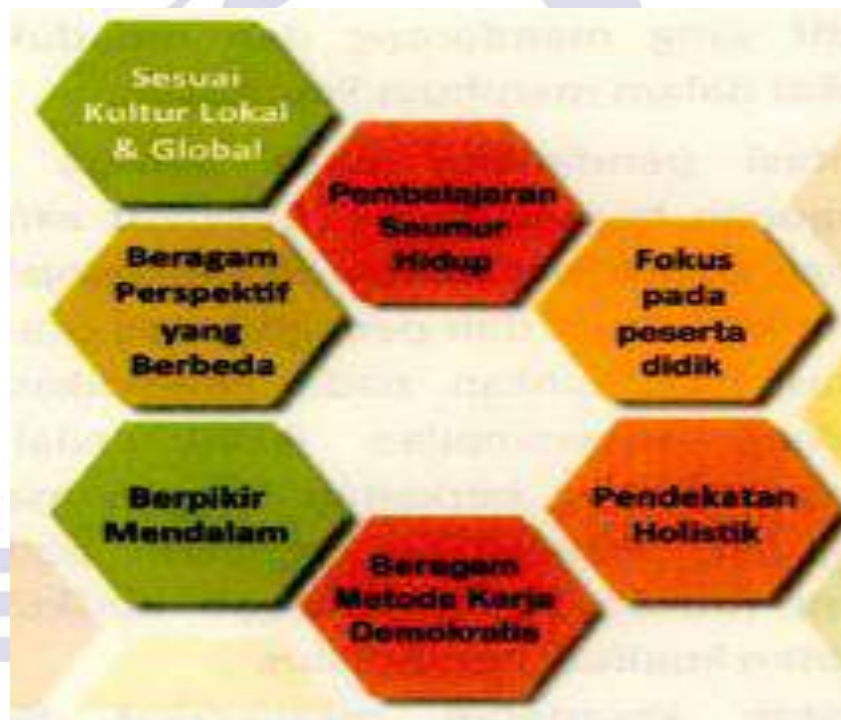 Sesuai
Kultur Lokal
& Global
Pembelajaran
Seumur
Hidup
Beragam
Perspektif
yang
Berbeda
Fokus
pada
peserta
didik
Berpikir
Mendalam
Pendekatan
Holistik
Beragam
Metode Kerja
Demokratis